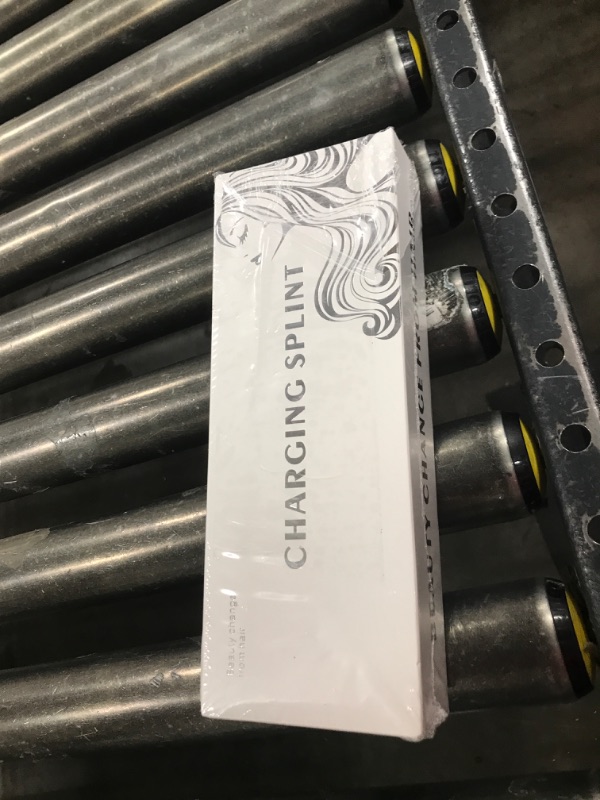 CHARGING SPLINT
Beauty change
from hair
BEAUTY CHANGE FROM HAIR